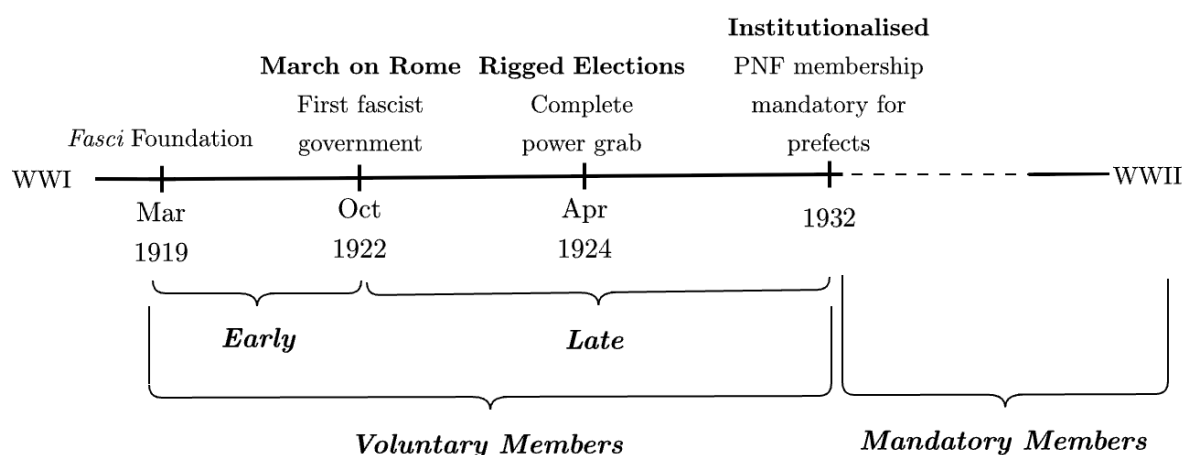 Institutionalised
March on Rome Rigged Elections PNF membership
First fascist Complete mandatory for
Fasci Foundation government power grab prefects
WWI WWII
Mar Oct Apr 1932
1919 1922 1924
Early Late
Voluntary Members Mandatory Members